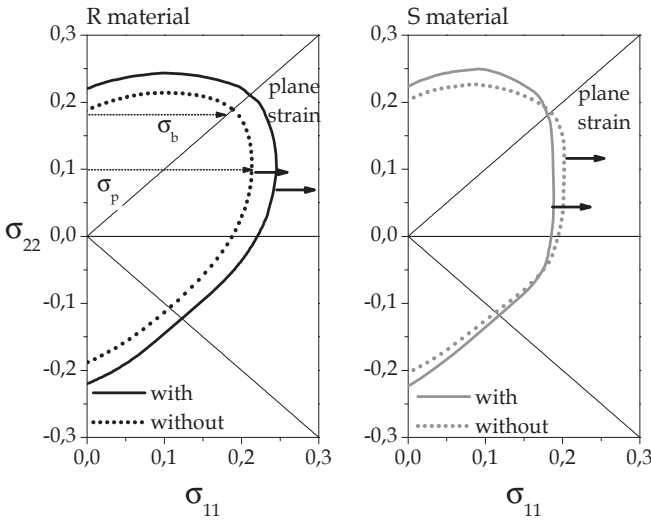 R material
S material
0,3
0,2
0,1
0,0
-0,1
-0,2
-0,3
σ22
plane
strain
σb
σp
with
without
0,0
0,1
0,2
0,3
σ11
0,3
0,2
0,1
0,0
-0,1
-0,2
-0,3
plane
strain
with
without
0,0
0,1
0,2
0,3
σ11